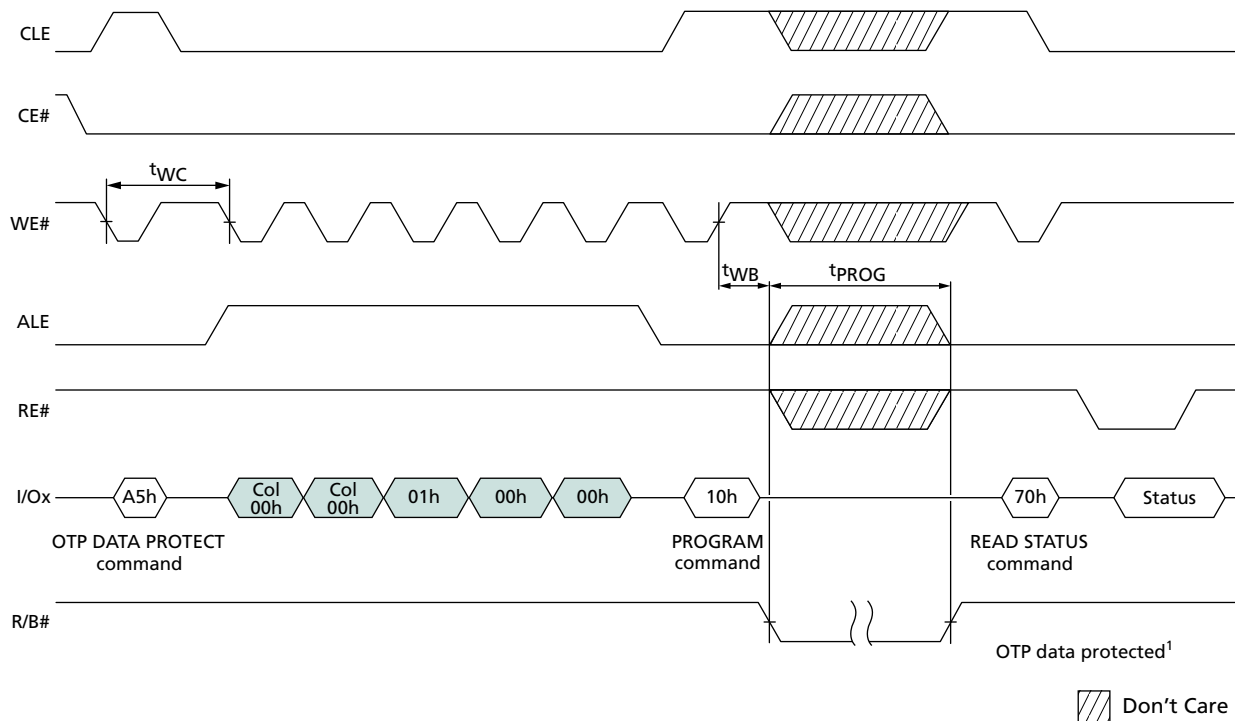 CLE
CE#
tWC
WE#
tWB
tPROG
ALE
RE#
I/Ox
A5h
Col
00h
Col
00h
01h
00h
00h
10h
70h
Status
OTP DATA PROTECT
command
PROGRAM
command
READ STATUS
command
R/B#
OTP data protected1
Don't Care